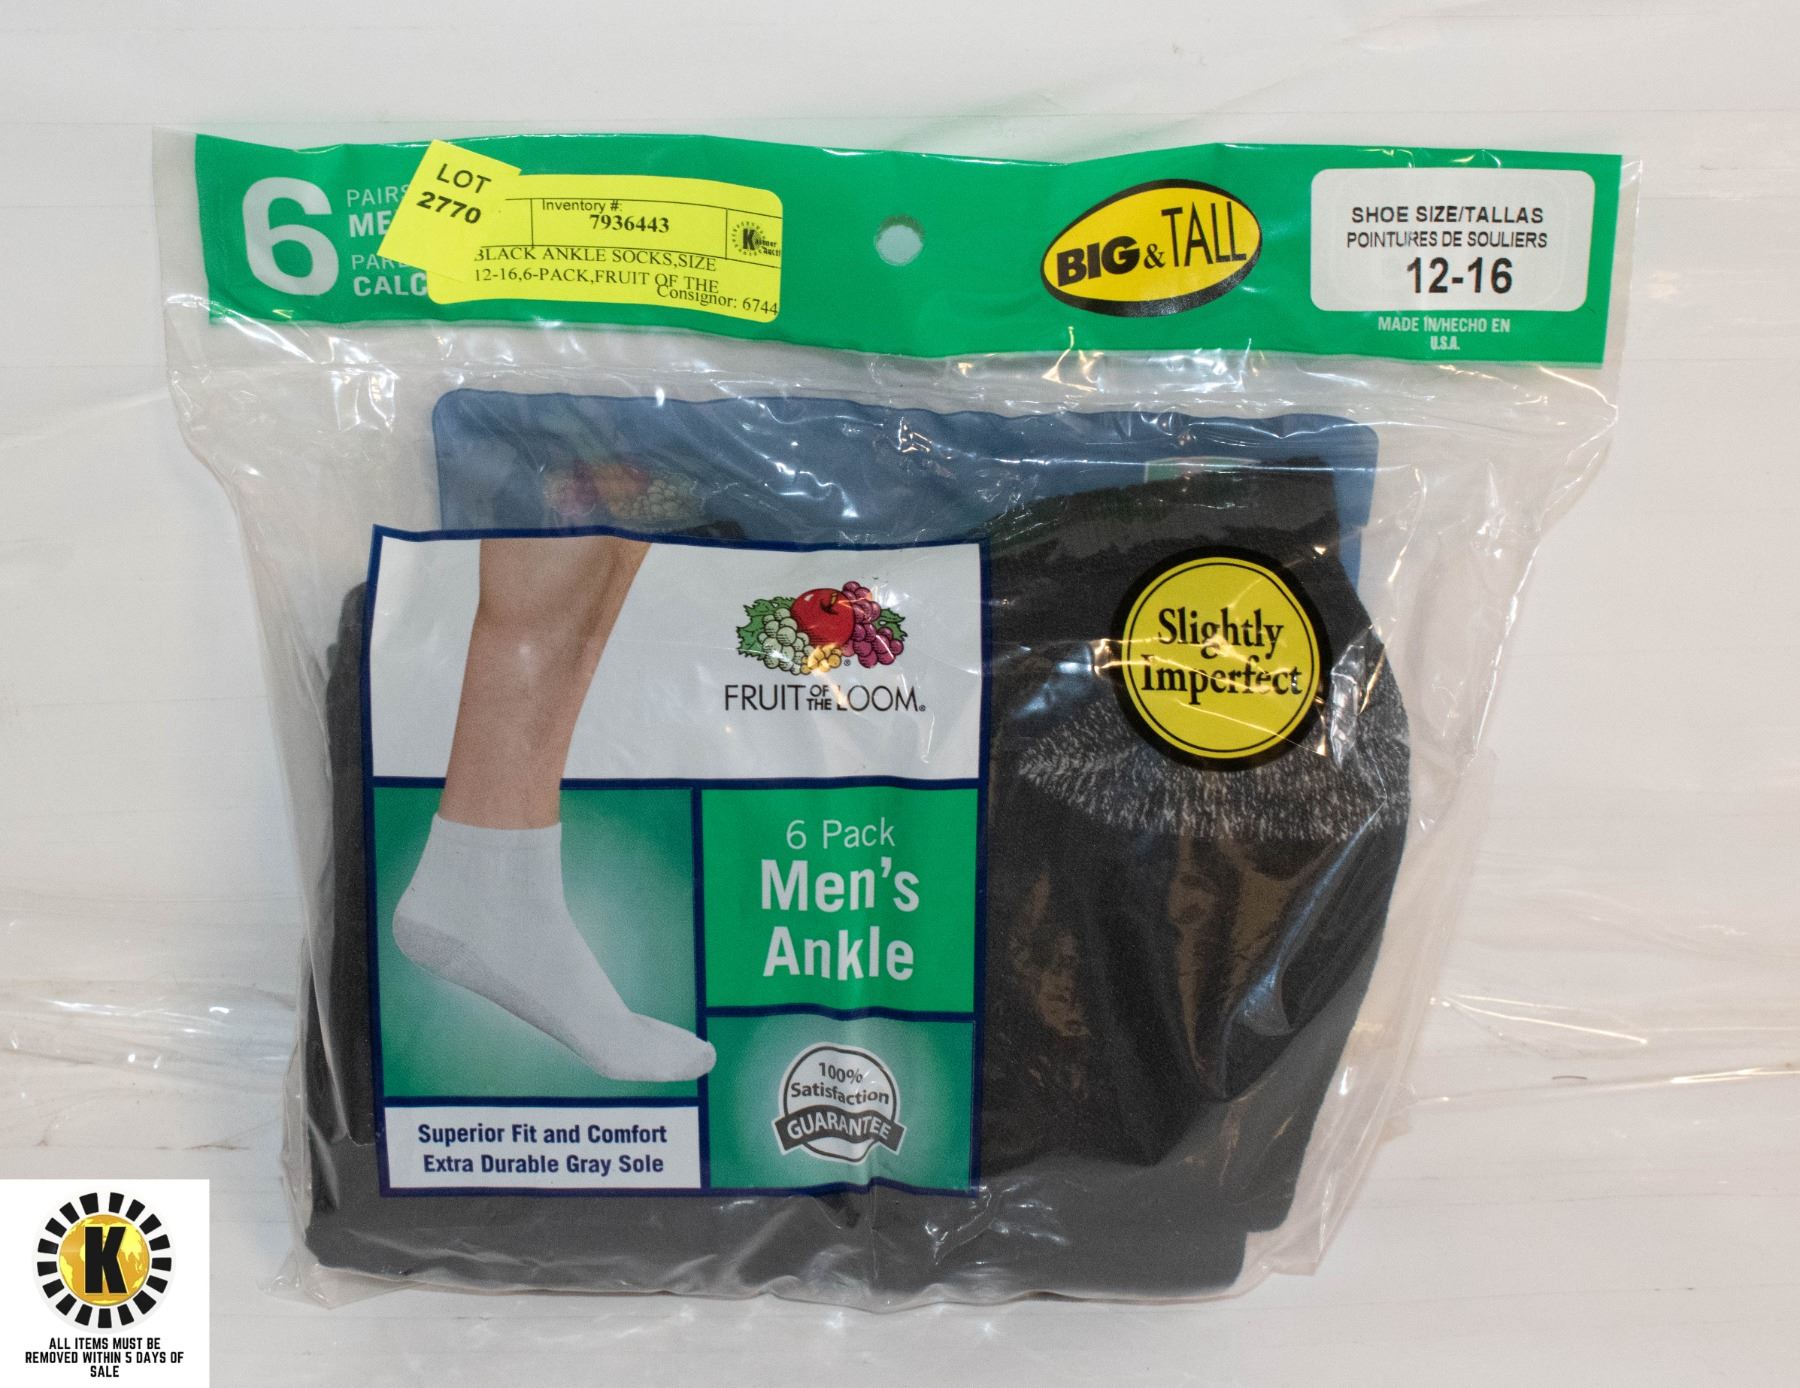 6
PAIRS
LOT
2770
Inventory #:
7936443
BLACK ANKLE SOCKS,SIZE
12-16,6-PACK,FRUIT OF THE
Consignor: 6744
BIG & TALL
SHOE SIZE/TALLAS
POINTURES DE SOULIERS
12-16
MADE IN/HECHO EN
U.S.A.
FRUIT OF THE LOOM®
Slightly
Imperfect
6 Pack
Men's
Ankle
100%
Satisfaction
GUARANTEE
Superior Fit and Comfort
Extra Durable Gray Sole
K
ALL ITEMS MUST BE
REMOVED WITHIN 5 DAYS OF
SALE